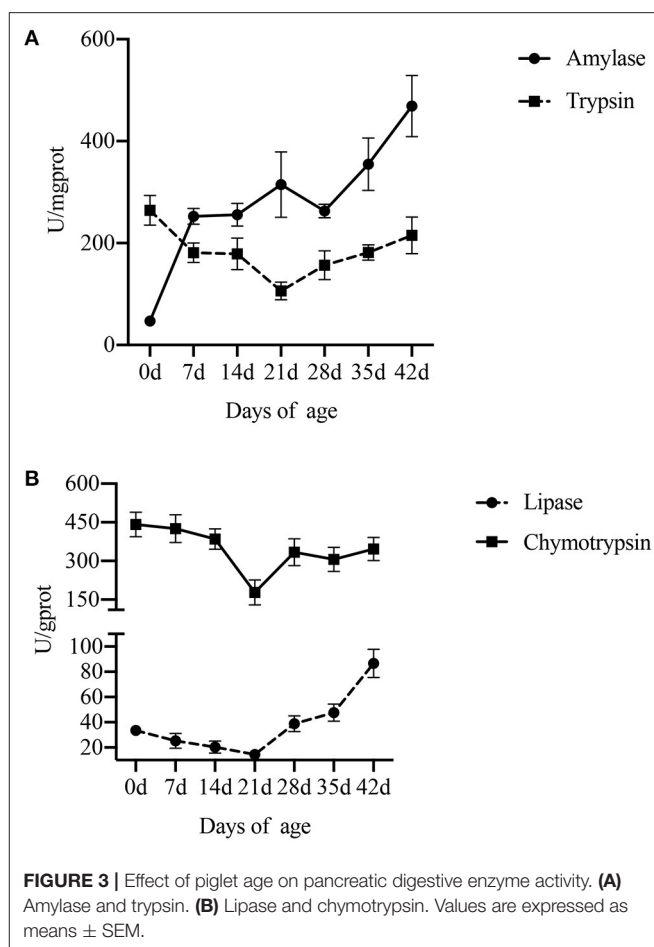 A
600
400
200
0
U/mgprot
0d 7d 14d 21d 28d 35d 42d
Days of age
Amylase
Trypsin
B
600
450
300
150
100
80
60
40
20
U/gprot
0d 7d 14d 21d 28d 35d 42d
Days of age
Lipase
Chymotrypsin
FIGURE 3 | Effect of piglet age on pancreatic digestive enzyme activity. (A)
Amylase and trypsin. (B) Lipase and chymotrypsin. Values are expressed as
means ± SEM.